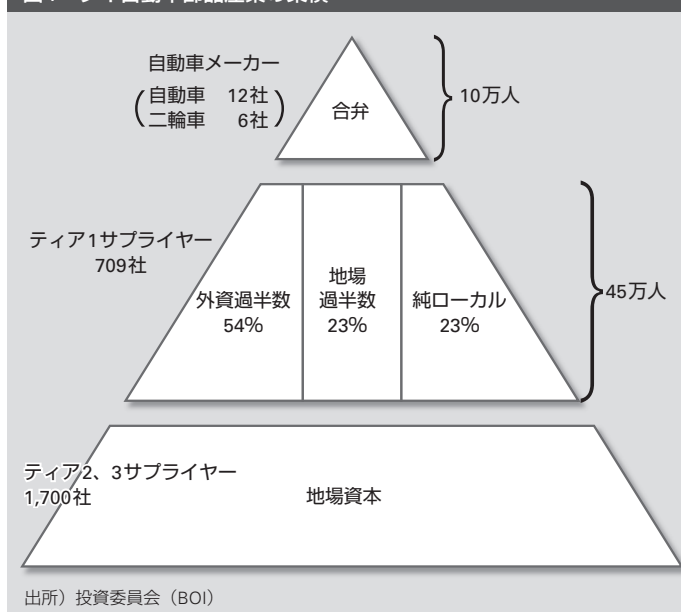 自動車メーカー
自動車 12社
二輪車 6社
合弁
10万人
ティア1サプライヤー
709社
外資過半数
54%
地場
過半数
23%
純ローカル
23%
45万人
ティア2、3サプライヤー
1,700社
地場資本
出所）投資委員会（BOI）